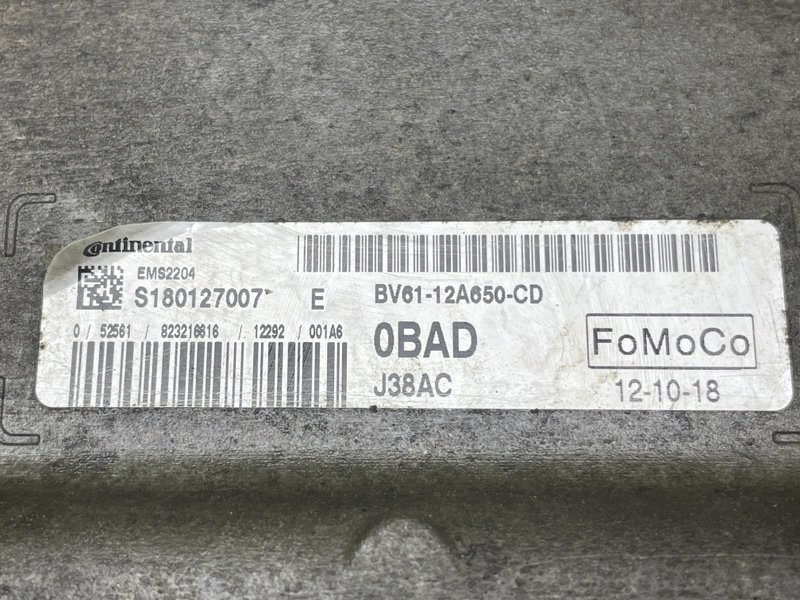 Continental
EMS2204
S180127007 E
BV61-12A650-CD
0 / 52561 / 823216616 / 12292 / 001A6
0BAD
J38AC
FoMoCo
12-10-18